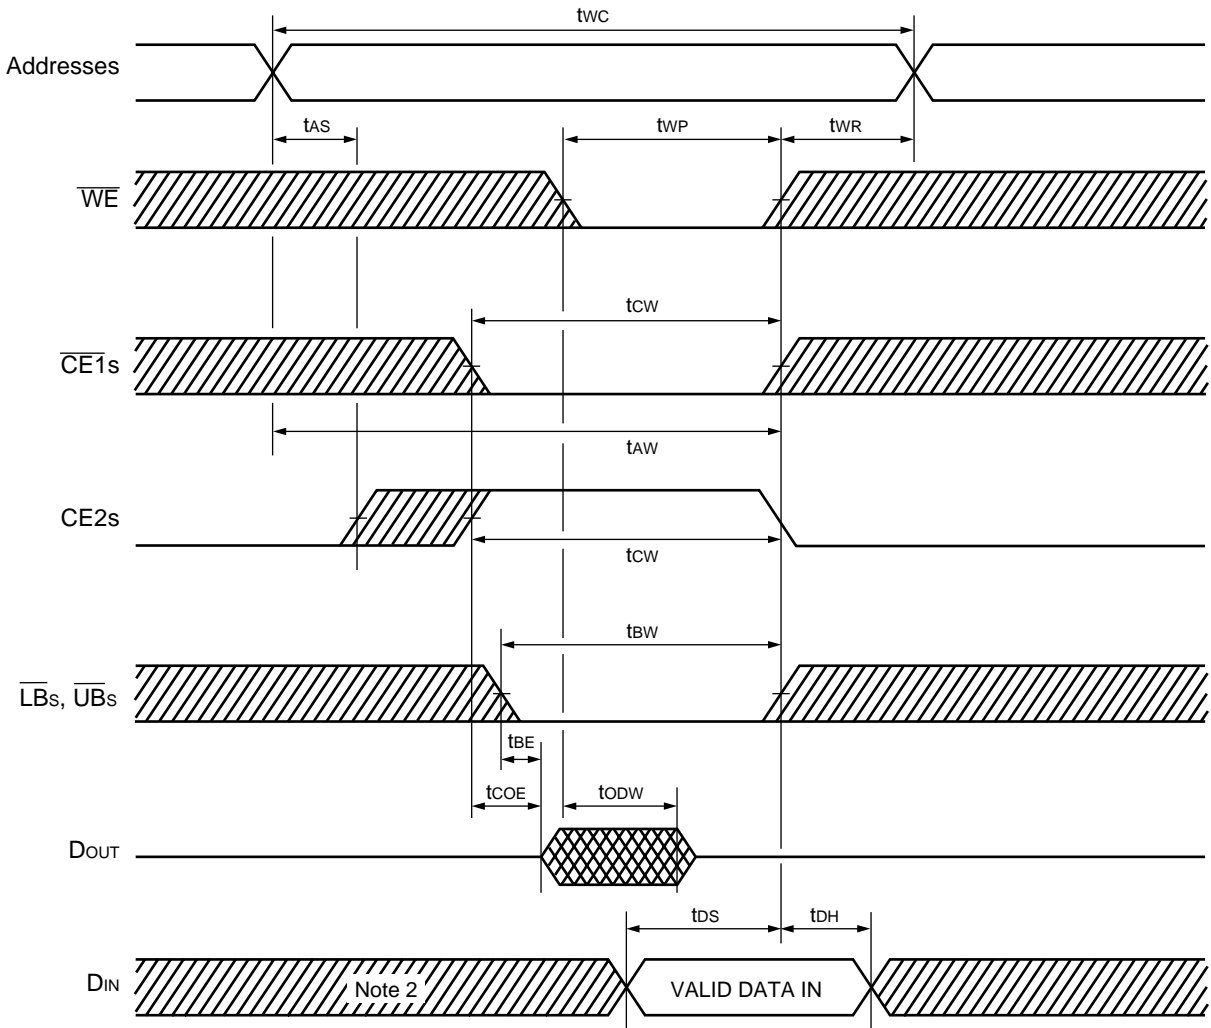 tWC
Addresses
tAS
tWP
tWR
WE
tCW
CE1s
tAW
CE2s
tCW
tBW
LBs, UBs
tBE
tCOE
tODW
DOUT
tDS
tDH
DIN
Note 2
VALID DATA IN